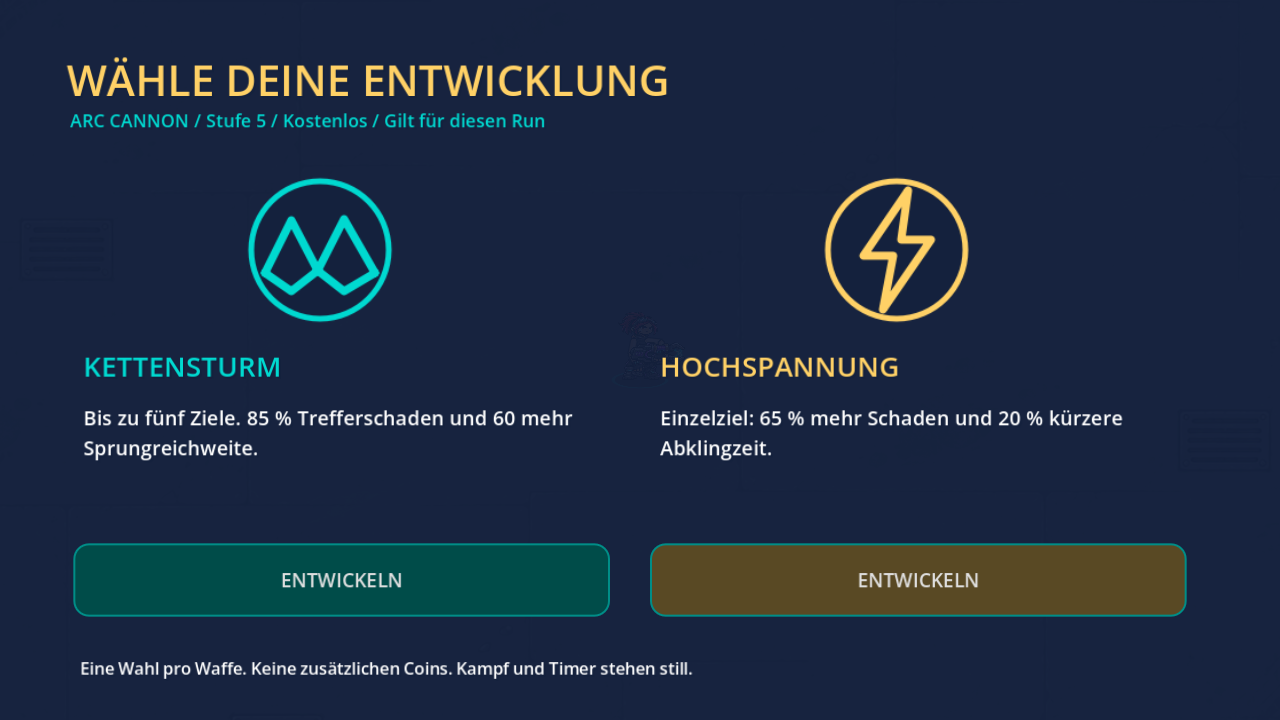 WÄHLE DEINE ENTWICKLUNG
ARC CANNON / Stufe 5 / Kostenlos / Gilt für diesen Run
KETTENSTURM
Bis zu fünf Ziele. 85 % Trefferschaden und 60 mehr
Sprungreichweite.
ENTWICKELN
HOCHSPANNUNG
Einzelziel: 65 % mehr Schaden und 20 % kürzere
Abklingzeit.
ENTWICKELN
Eine Wahl pro Waffe. Keine zusätzlichen Coins. Kampf und Timer stehen still.